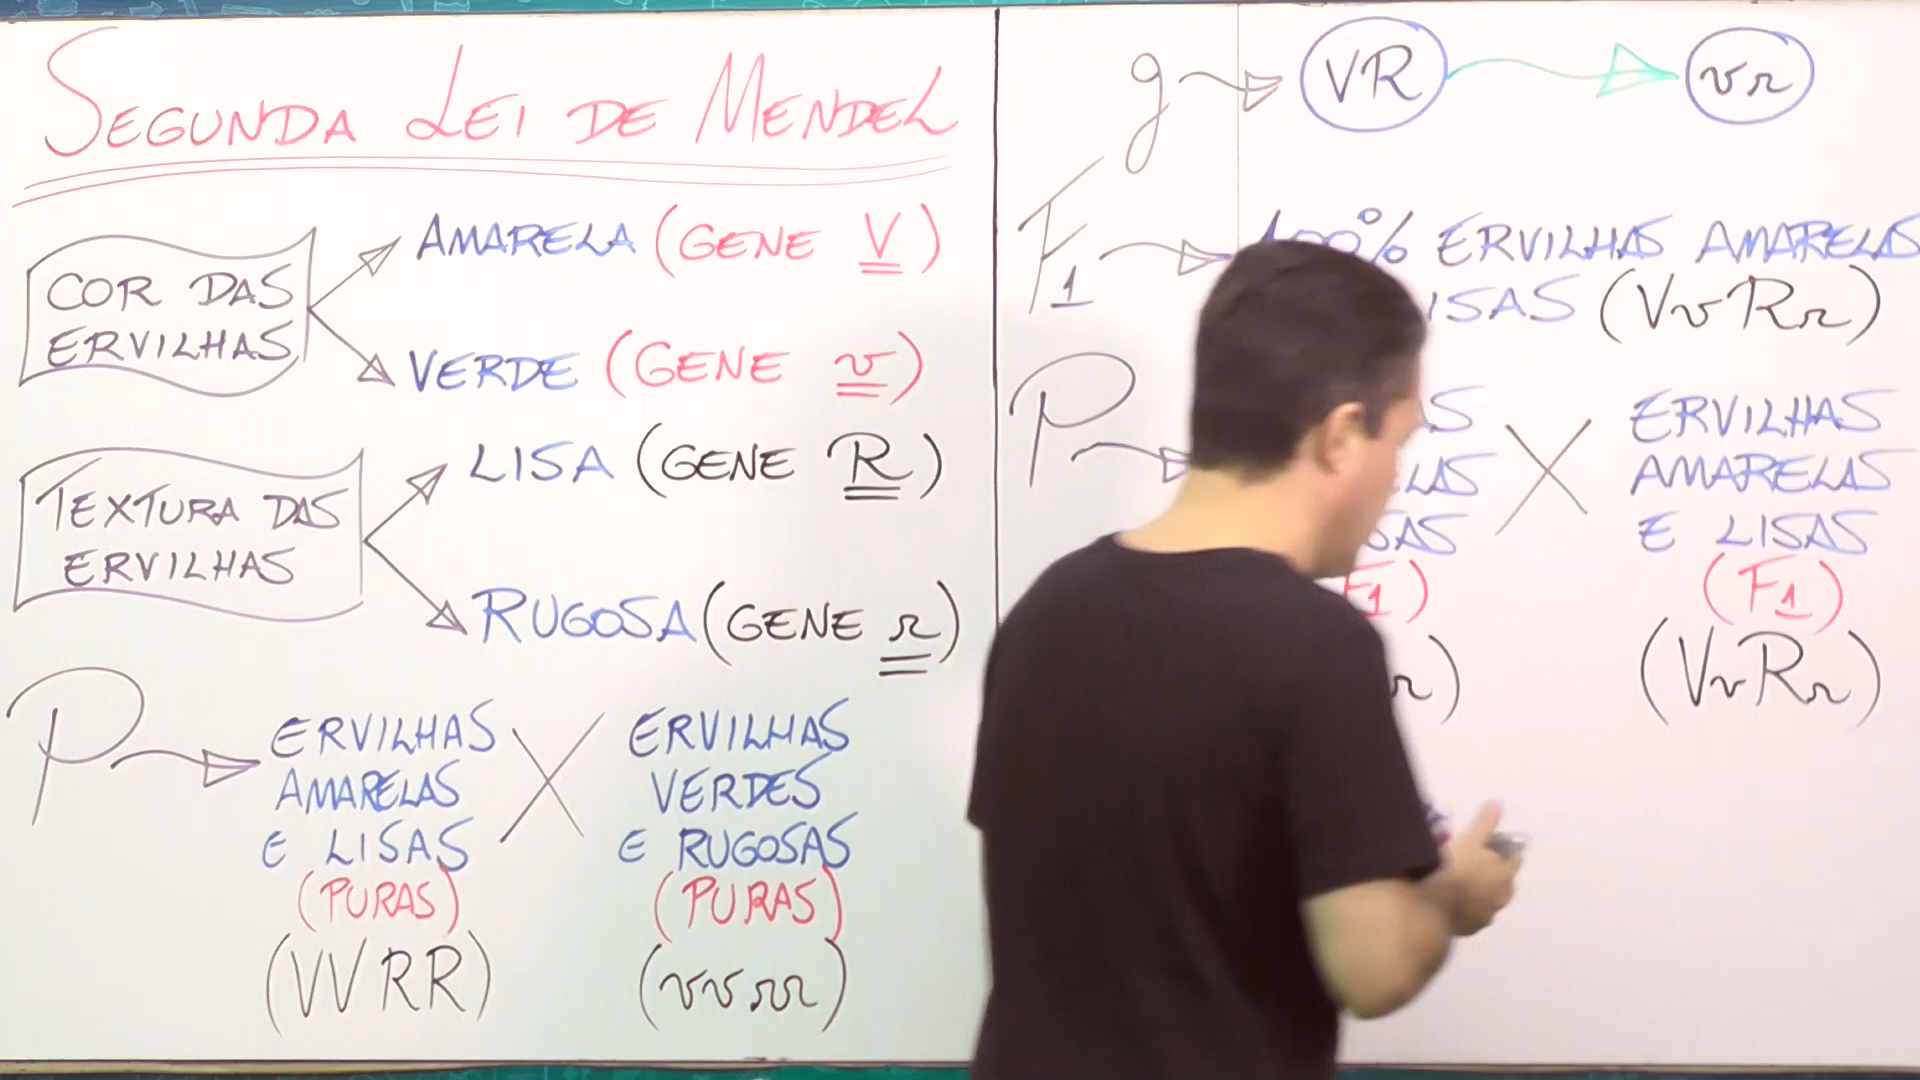 SEGUNDA LEI DE MENDEL
COR DAS
ERVILHAS
AMARELA (GENE V)
VERDE (GENE v)
TEXTURA DAS
ERVILHAS
LISA (GENE R)
RUGOSA (GENE r)
P
ERVILHAS
AMARELAS
E LISAS
(PURAS)
(VVRR)
X
ERVILHAS
VERDES
E RUGOSAS
(PURAS)
(vvrr)
g
VR
vr
F1
100% ERVILHAS AMARELAS
(VvRr)
P
X
ERVILHAS
AMARELAS
E LISAS
(F1)
(VvRr)